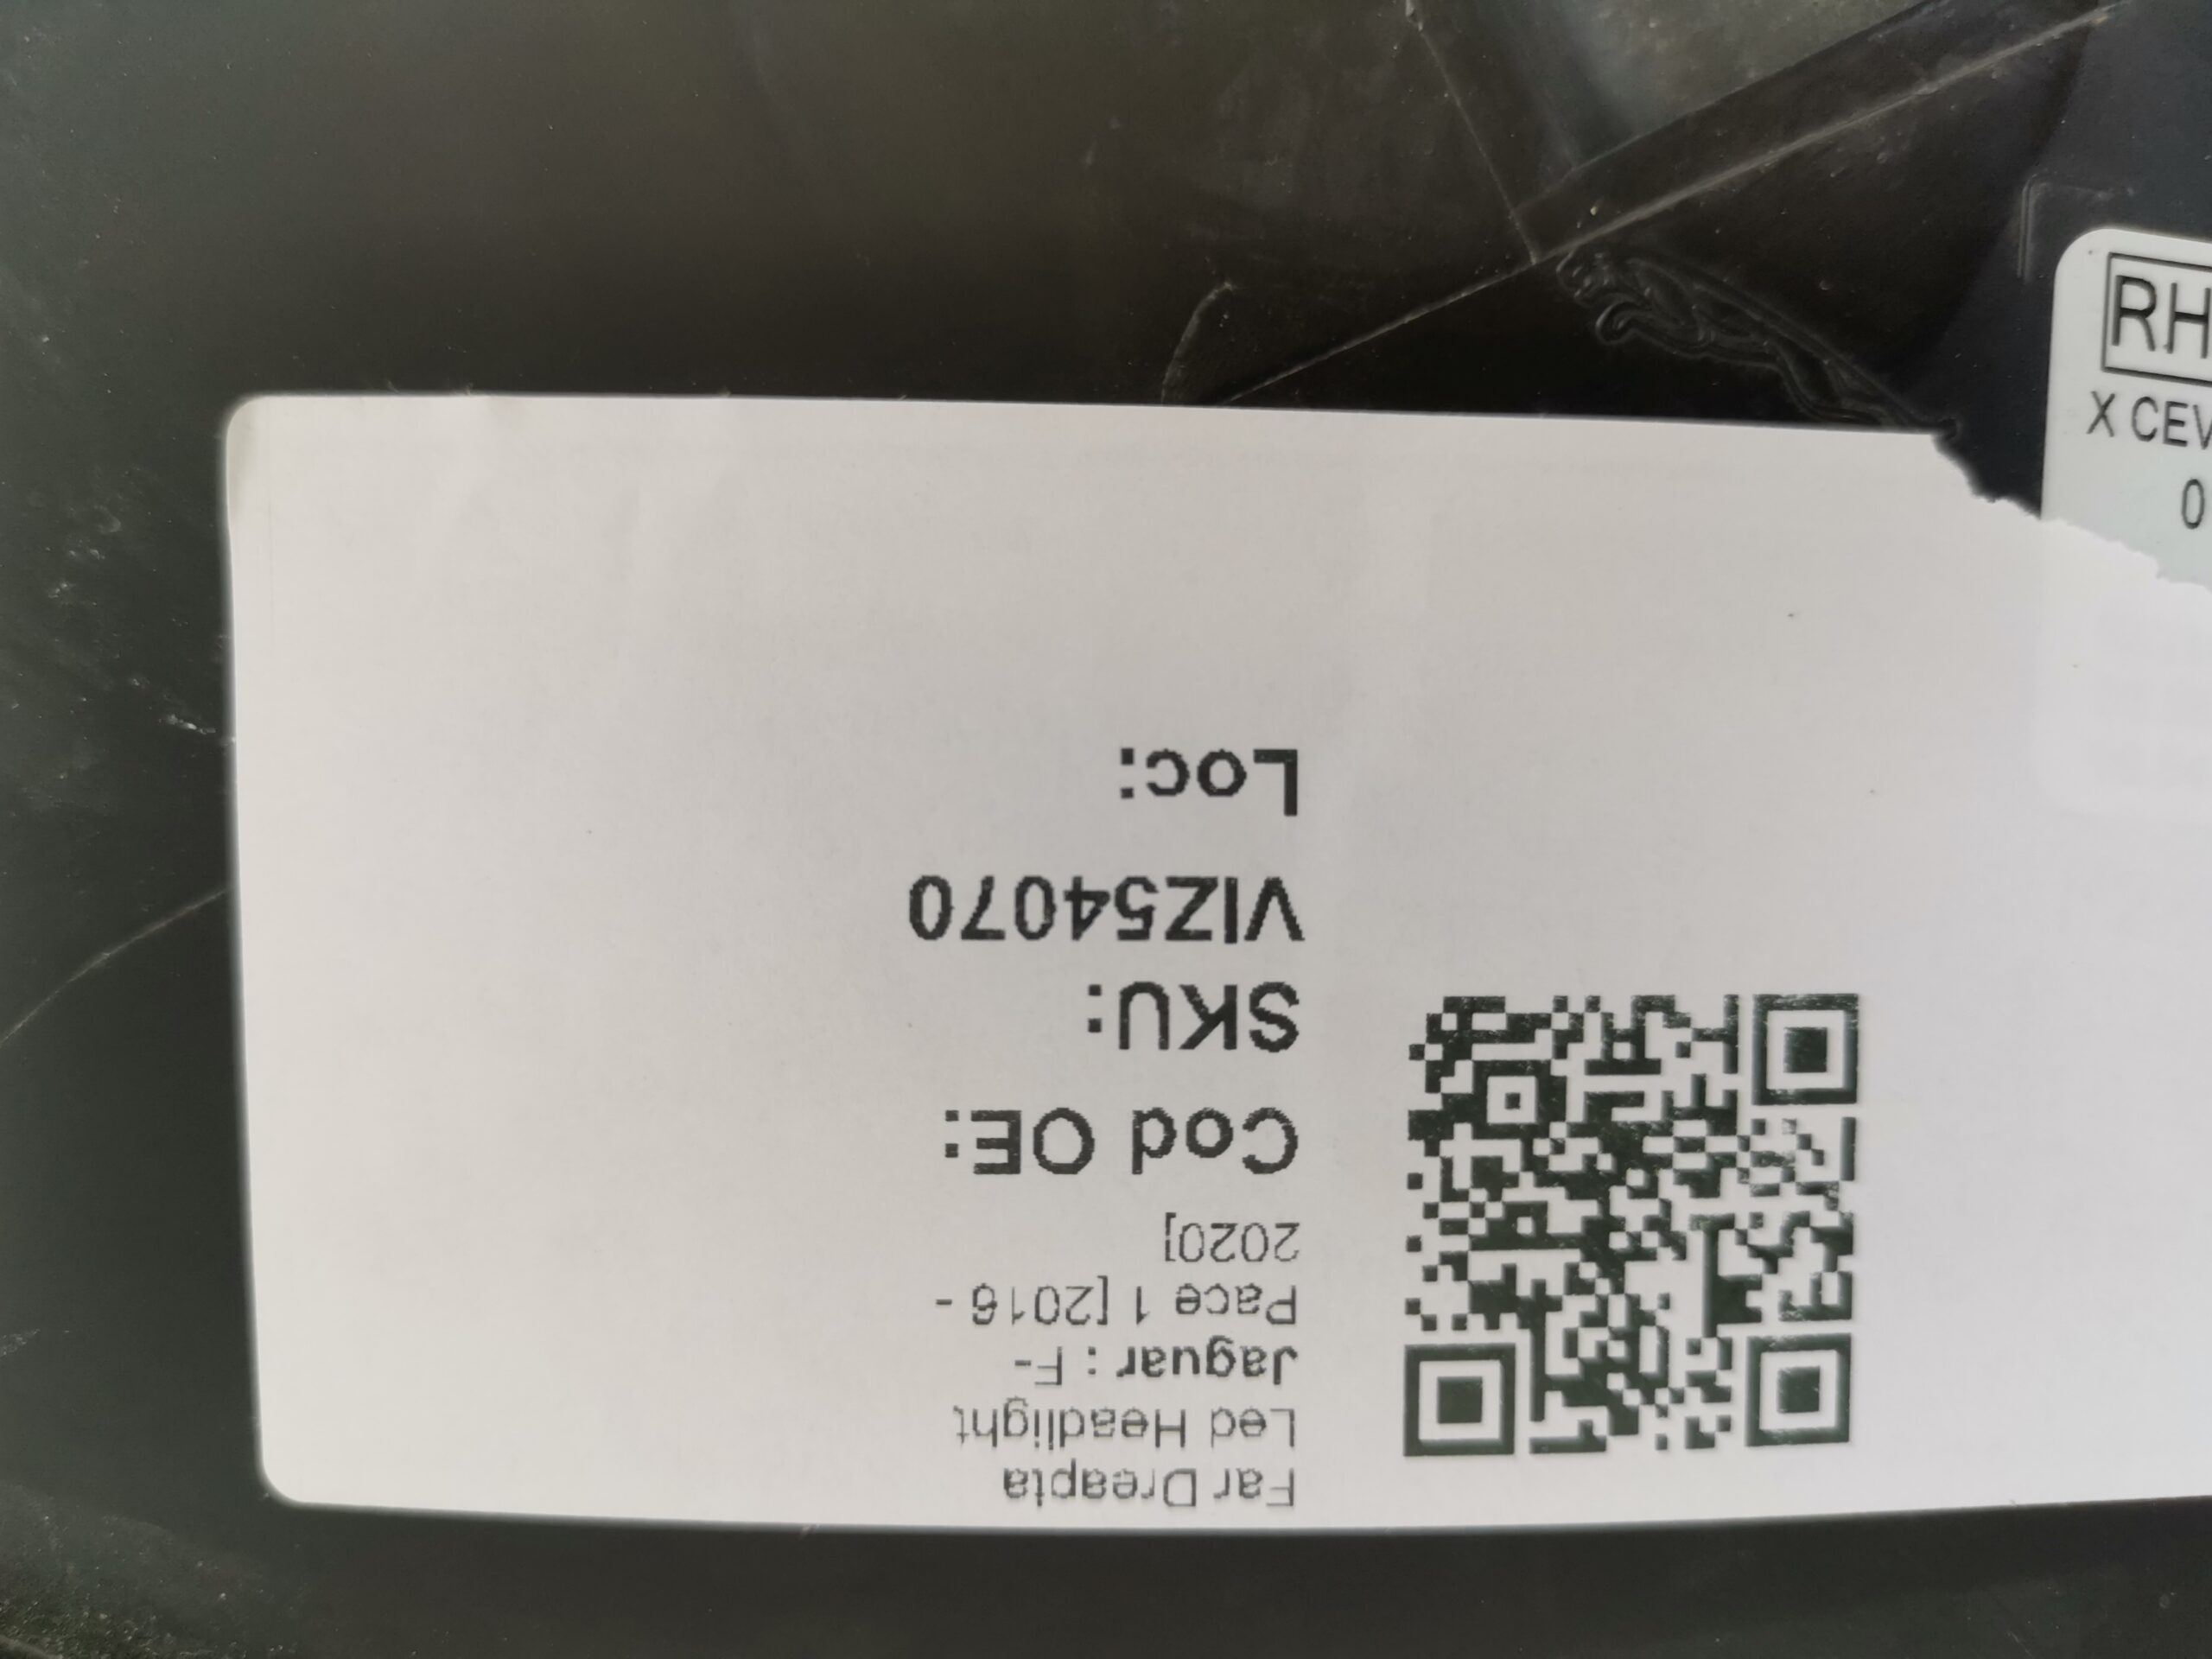 Far Dreapta
Led Headlight
Jaguar : F-
Pace 1 [2016 -
2020]
Cod OE:
SKU:
VIZ54070
Loc:
RH
X CEV
0